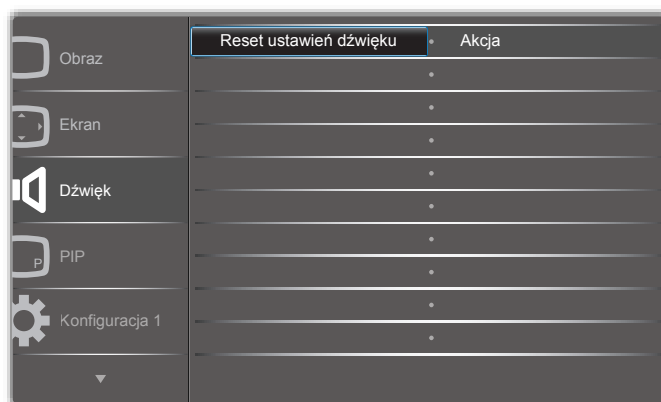 Reset ustawień dźwięku Akcja
Obraz
Ekran
Dźwięk
P
PIP
Konfiguracja 1